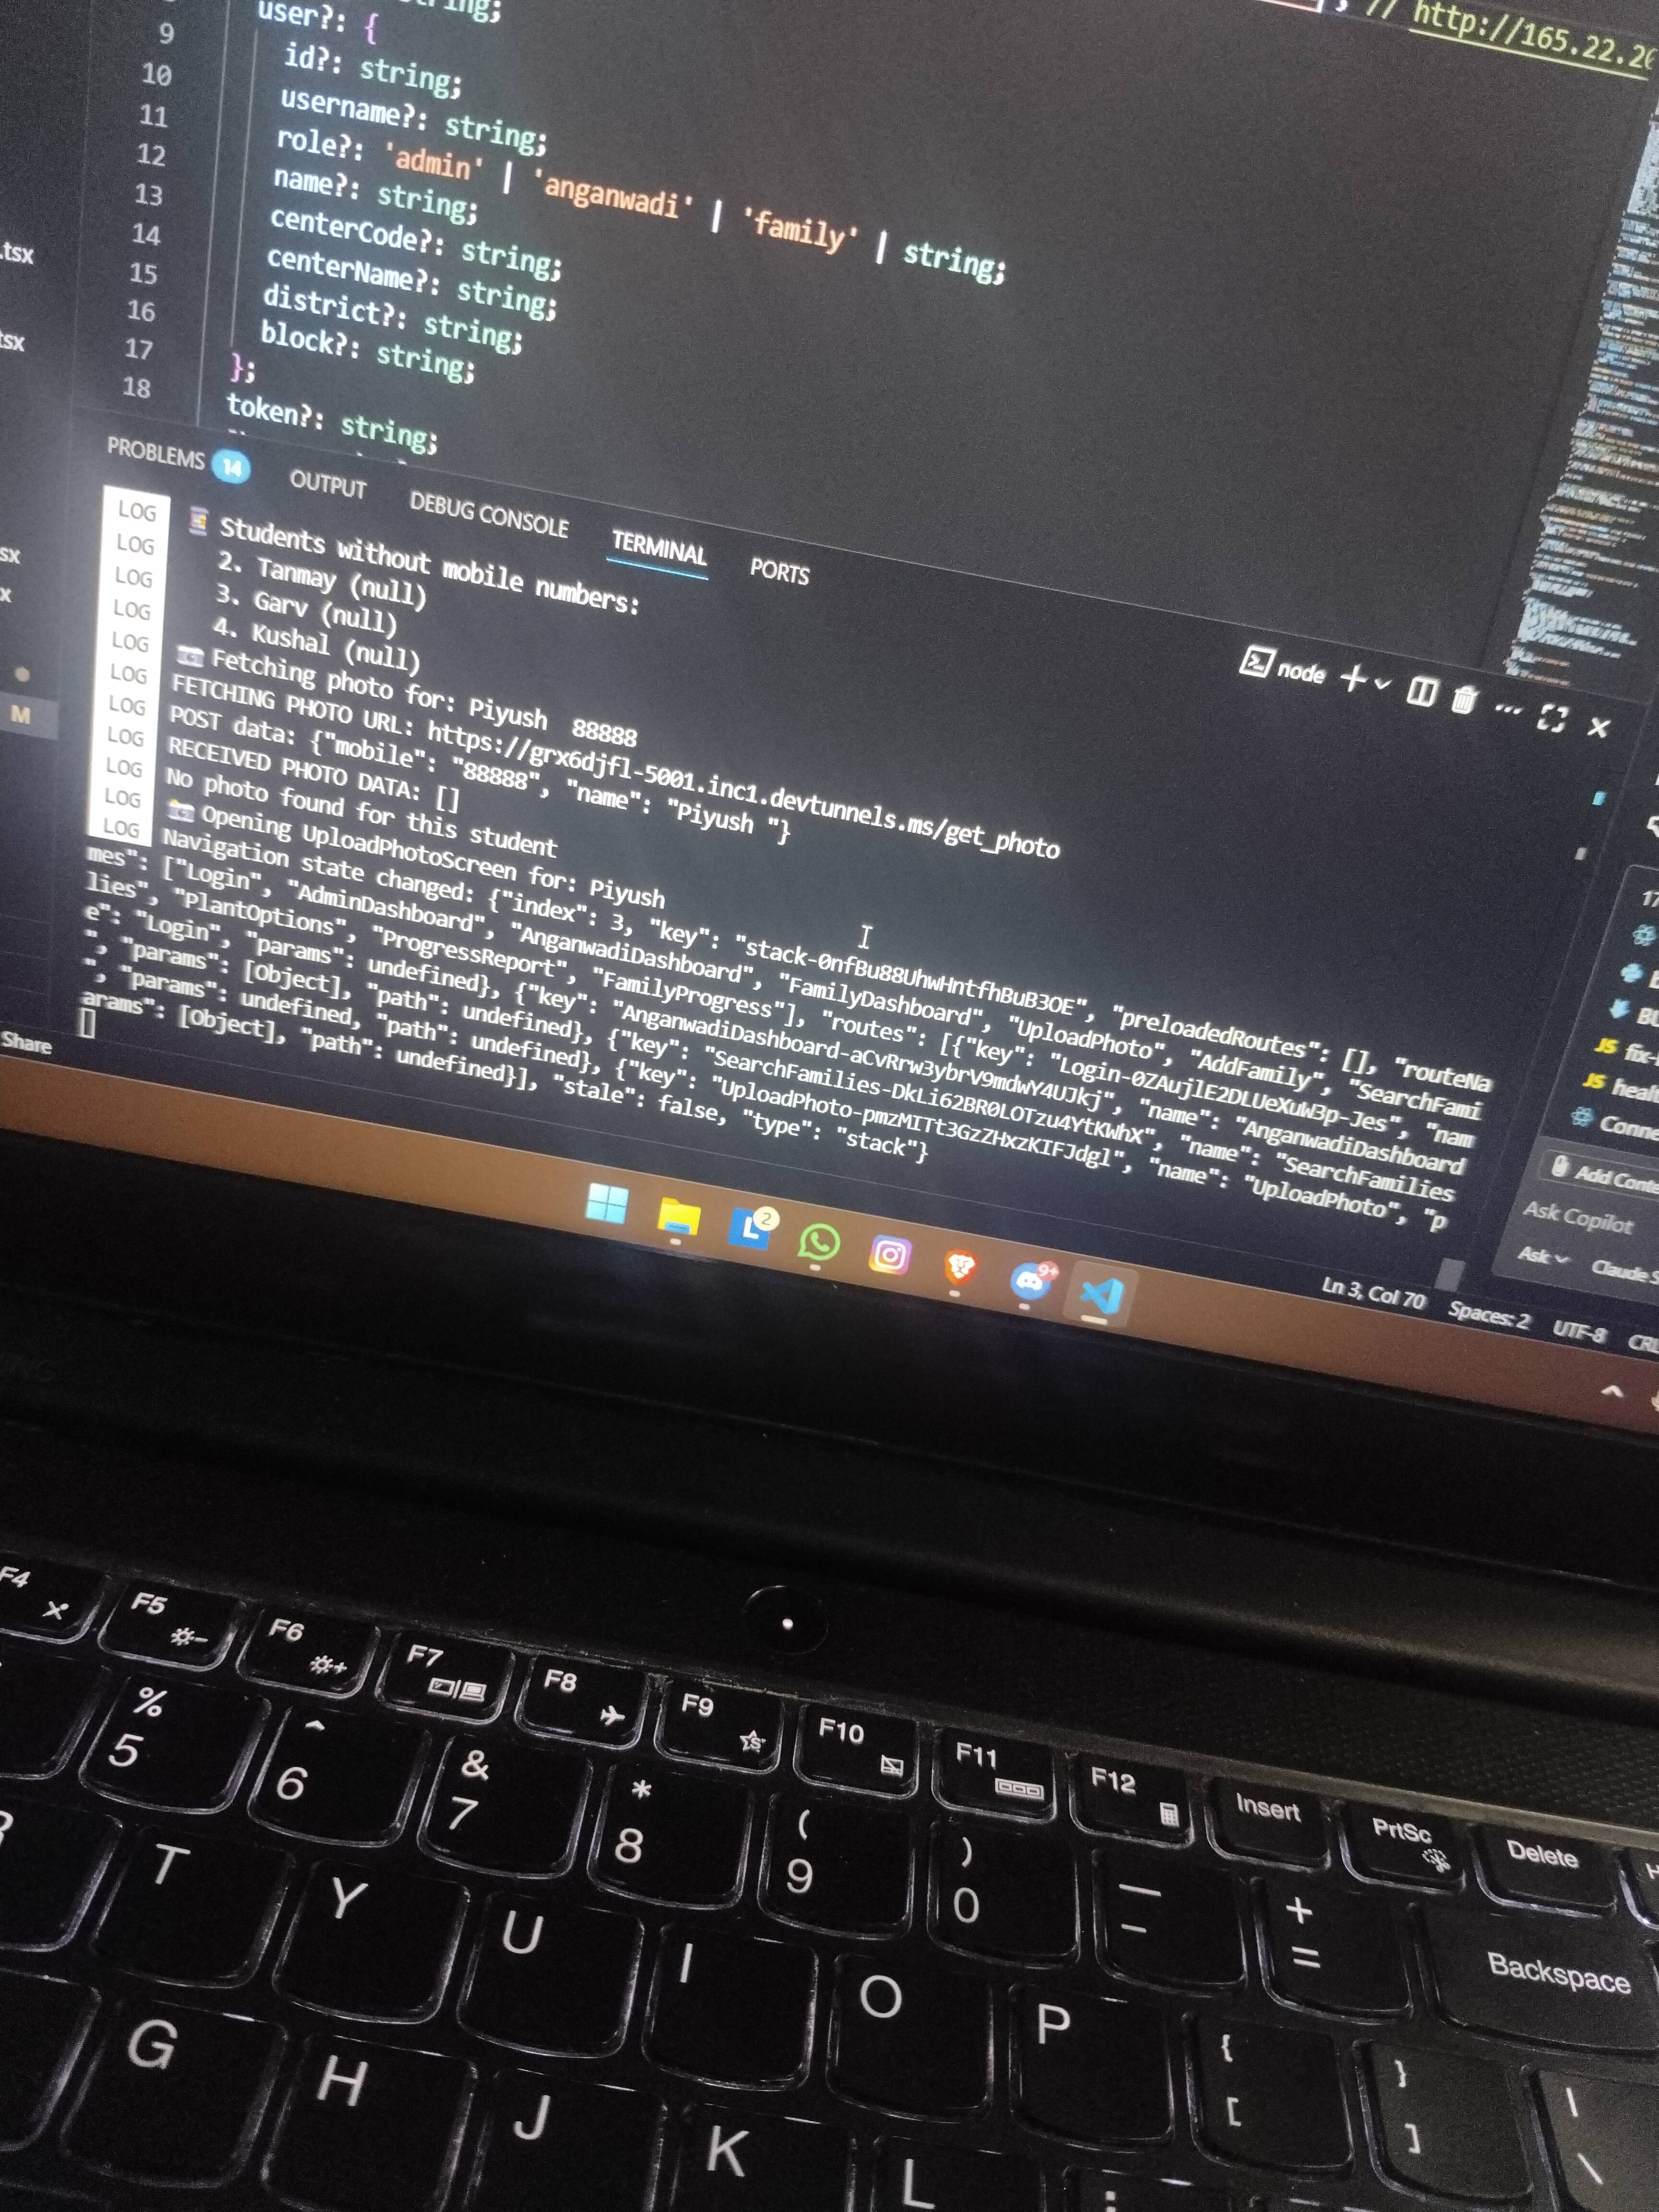 string;
// http://165.22.20
9 user?: {
10 id?: string;
11 username?: string;
12 role?: 'admin' | 'anganwadi' | 'family' | string;
13 name?: string;
14 centerCode?: string;
15 centerName?: string;
16 district?: string;
17 block?: string;
18 };
token?: string;
.tsx
tsx
sx
x
M
PROBLEMS 14 OUTPUT DEBUG CONSOLE TERMINAL PORTS
node
LOG Students without mobile numbers:
LOG 2. Tanmay (null)
LOG 3. Garv (null)
LOG 4. Kushal (null)
LOG Fetching photo for: Piyush 88888
LOG FETCHING PHOTO URL: https://grx6djfl-5001.inc1.devtunnels.ms/get_photo
LOG POST data: {"mobile": "88888", "name": "Piyush "}
LOG RECEIVED PHOTO DATA: []
LOG No photo found for this student
LOG Opening UploadPhotoScreen for: Piyush
LOG Navigation state changed: {"index": 3, "key": "stack-0nfBu88UhwHntfhBuB3OE", "preloadedRoutes": [], "routeNa
mes": ["Login", "AdminDashboard", "AnganwadiDashboard", "FamilyDashboard", "UploadPhoto", "AddFamily", "SearchFami
lies", "PlantOptions", "ProgressReport", "FamilyProgress"], "routes": [{"key": "Login-0ZAujlE2DLUeXuW3p-Jes", "nam
e": "Login", "params": undefined}, {"key": "AnganwadiDashboard-aCvRrw3ybrV9mdwY4UJkj", "name": "AnganwadiDashboard
", "params": [Object], "path": undefined}, {"key": "SearchFamilies-DkLi62BR0LOTzu4YtKWhX", "name": "SearchFamilies
", "params": undefined, "path": undefined}, {"key": "UploadPhoto-pmzMITt3GzZHxzKIFJdgl", "name": "UploadPhoto", "p
arams": [Object], "path": undefined}], "stale": false, "type": "stack"}
17
JS fix-
JS healt
Conne
Add Conte
Ask Copilot
Ask Claude S
Share
Ln 3, Col 70 Spaces: 2 UTF-8 CRL
L 2
9+
F4 F5 F6 F7 F8 F9 F10 F11 F12 Insert PrtSc Delete H
% 5 ^ 6 & 7 * 8 ( 9 ) 0 — - + = Backspace
R T Y U I O P { [ } ] | \
G H J K L :